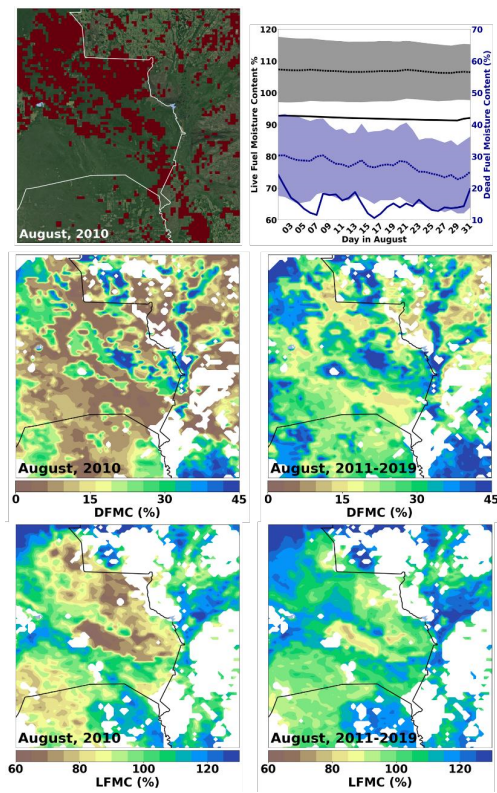 August, 2010
Live Fuel Moisture Content %
120
110
100
90
80
70
60
70
60
50
40
30
20
10
Dead Fuel Moisture Content (%)
03 05 07 09 11 13 15 17 19 21 23 25 27 29 31
Day in August
August, 2010
0 15 30 45
DFMC (%)
August, 2011-2019
0 15 30 45
DFMC (%)
August, 2010
60 80 100 120
LFMC (%)
August, 2011-2019
60 80 100 120
LFMC (%)